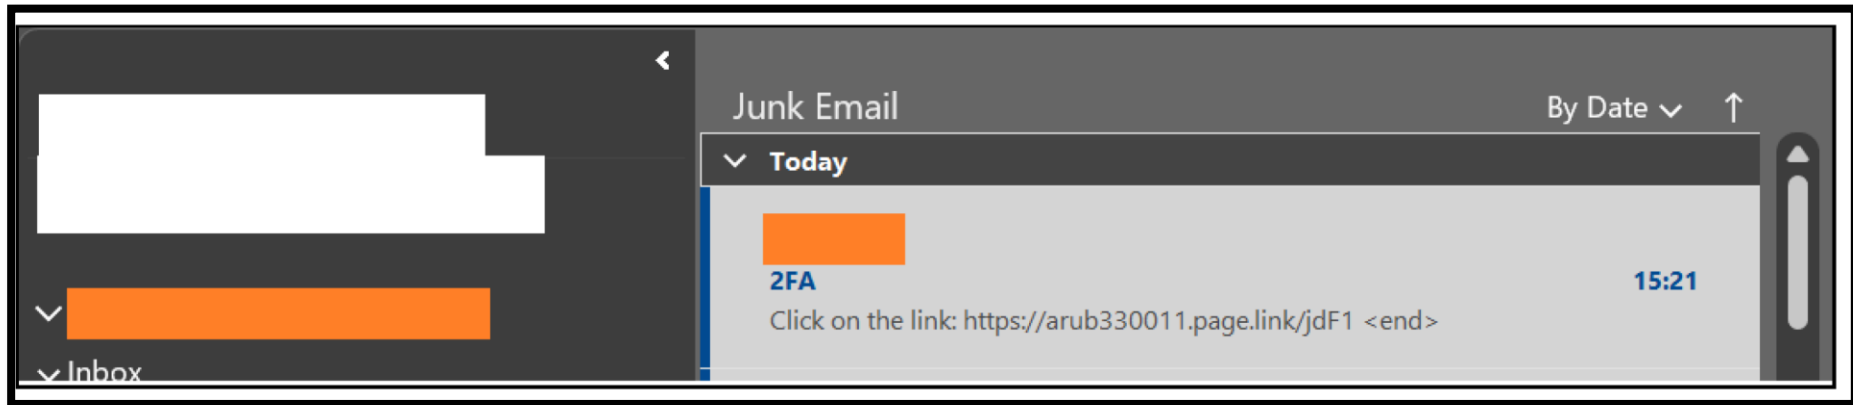 Junk Email
By Date
Today
2FA
15:21
Click on the link: https://arub330011.page.link/jdF1 <end>
Inbox